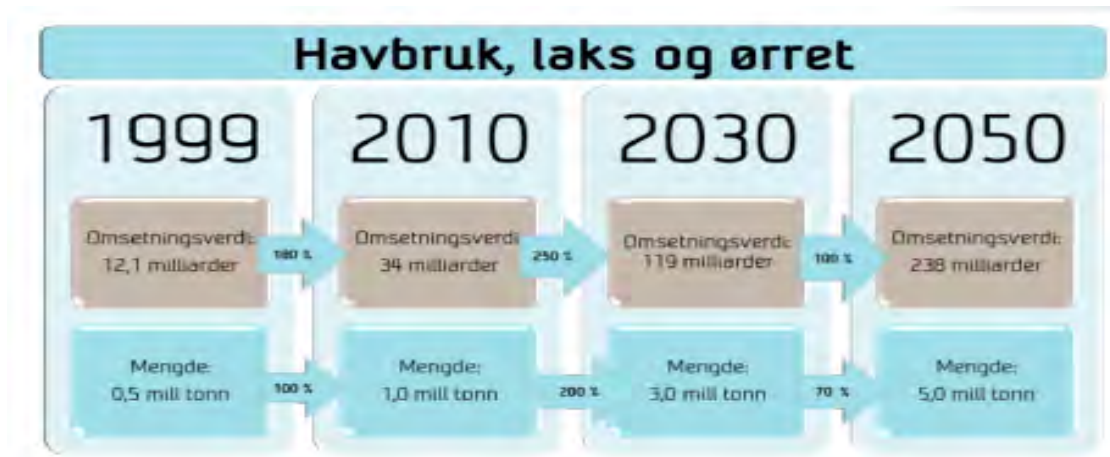 Havbruk, laks og ørret
1999
2010
2030
2050
Omsetningsverdi:
12,1 milliarder
180 %
Omsetningsverdi:
34 milliarder
250 %
Omsetningsverdi:
119 milliarder
100 %
Omsetningsverdi:
238 milliarder
Mengde:
0,5 mill tonn
100 %
Mengde:
1,0 mill tonn
200 %
Mengde:
3,0 mill tonn
70 %
Mengde:
5,0 mill tonn